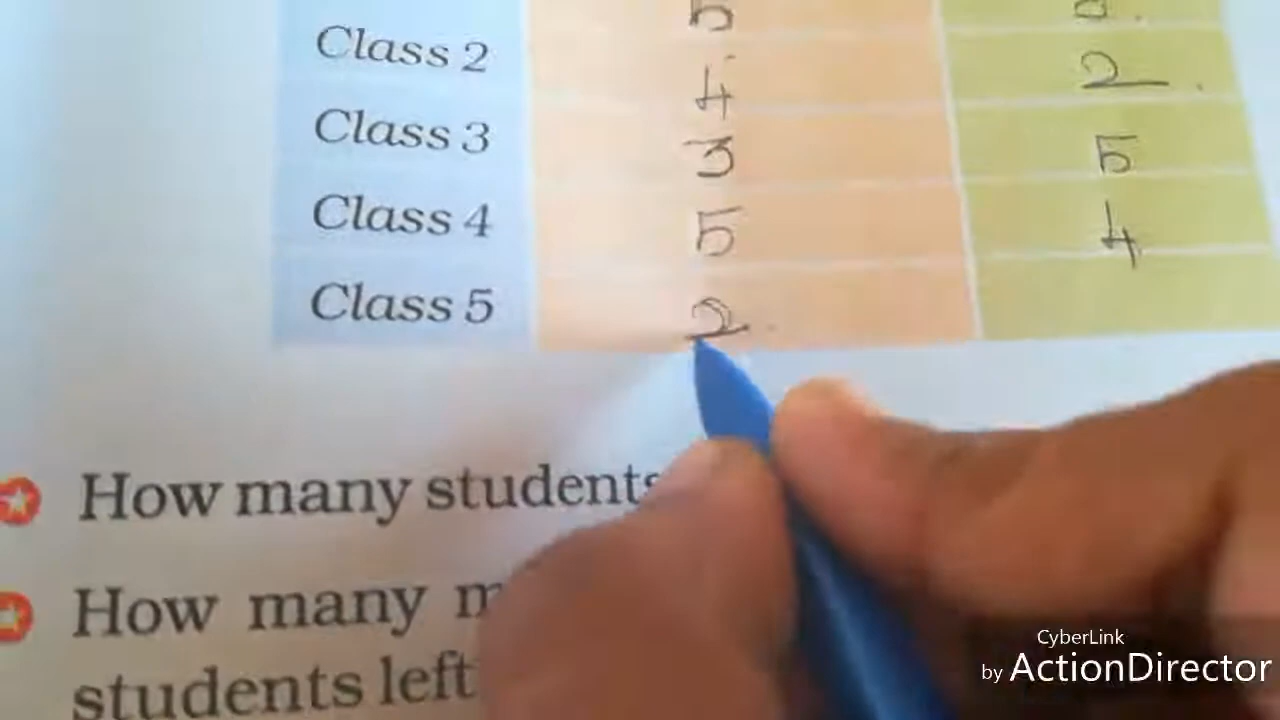 5
Class 2 4 2
Class 3 3 5
Class 4 5 4
Class 5 2
How many students
How many
students left
CyberLink
by ActionDirector